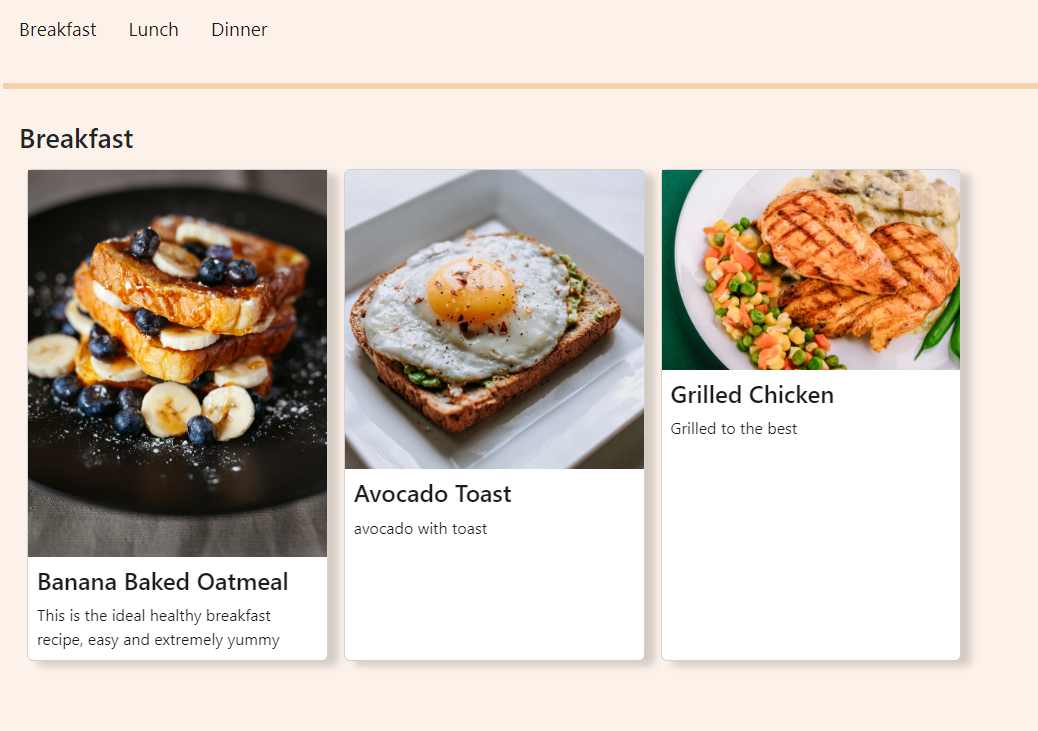 Breakfast Lunch Dinner
Breakfast
Banana Baked Oatmeal
This is the ideal healthy breakfast
recipe, easy and extremely yummy
Avocado Toast
avocado with toast
Grilled Chicken
Grilled to the best